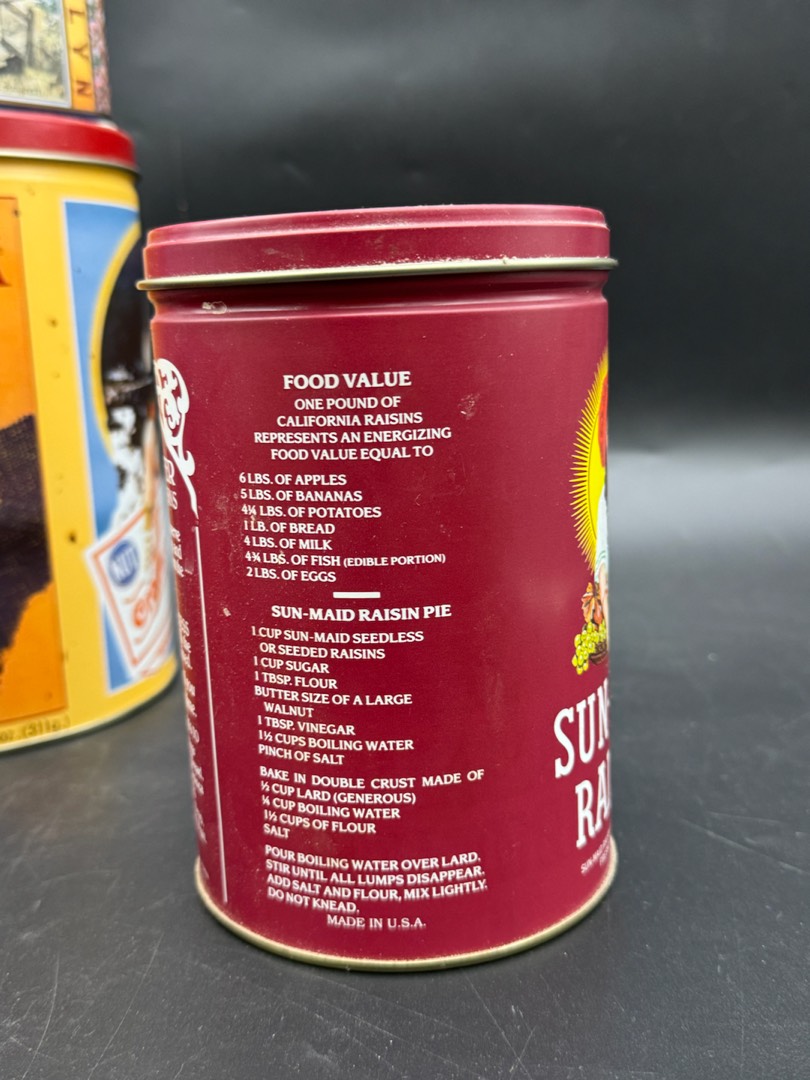 LYN
FOOD VALUE
ONE POUND OF
CALIFORNIA RAISINS
REPRESENTS AN ENERGIZING
FOOD VALUE EQUAL TO
6 LBS. OF APPLES
5 LBS. OF BANANAS
4¼ LBS. OF POTATOES
1 LB. OF BREAD
4 LBS. OF MILK
4¾ LBS. OF FISH (EDIBLE PORTION)
2 LBS. OF EGGS
SUN-MAID RAISIN PIE
1 CUP SUN-MAID SEEDLESS
OR SEEDED RAISINS
1 CUP SUGAR
1 TBSP. FLOUR
BUTTER SIZE OF A LARGE
WALNUT
1 TBSP. VINEGAR
1½ CUPS BOILING WATER
PINCH OF SALT
BAKE IN DOUBLE CRUST MADE OF
½ CUP LARD (GENEROUS)
¼ CUP BOILING WATER
1½ CUPS OF FLOUR
SALT
POUR BOILING WATER OVER LARD.
STIR UNTIL ALL LUMPS DISAPPEAR.
ADD SALT AND FLOUR, MIX LIGHTLY.
DO NOT KNEAD.
MADE IN U.S.A.
SUN
RA